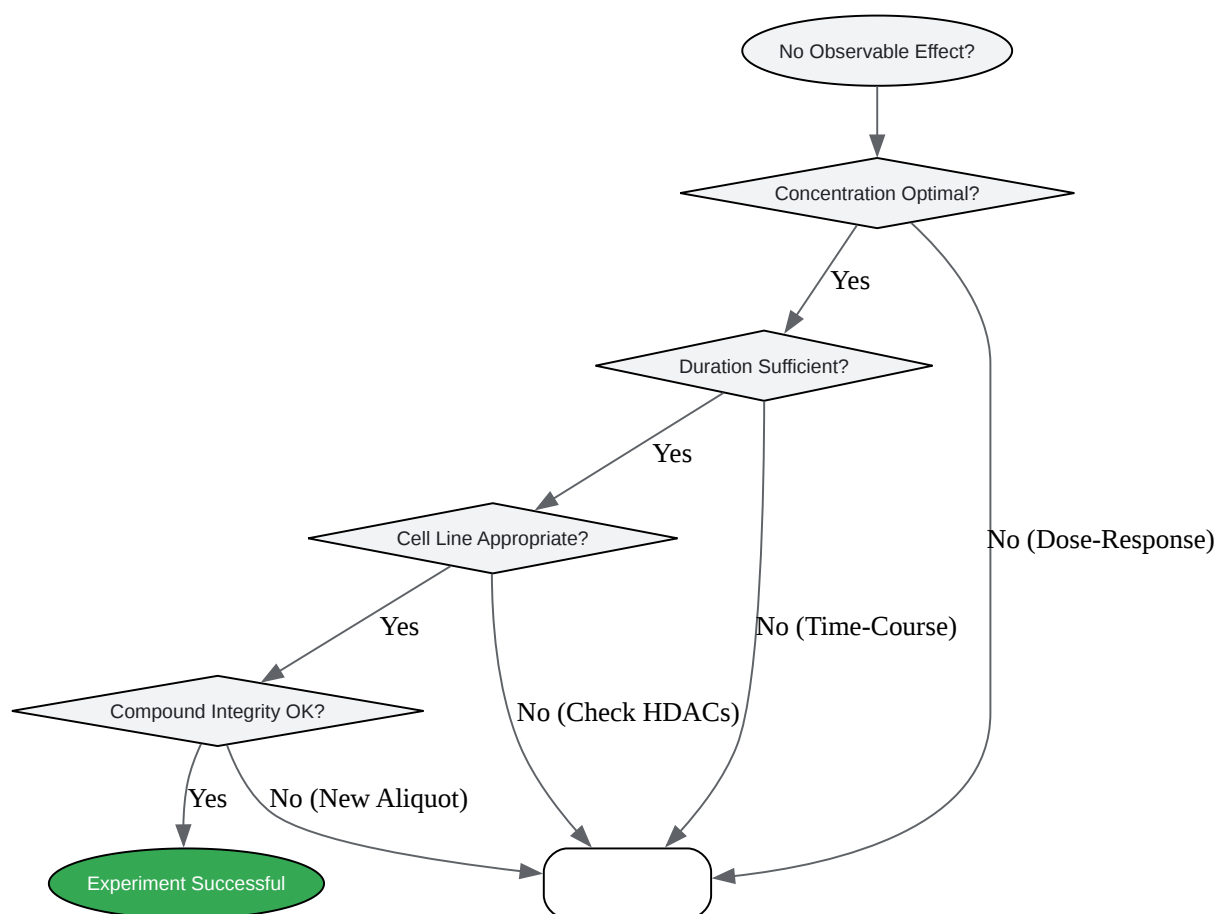 No Observable Effect?
Concentration Optimal?
Yes
Duration Sufficient?
Yes
Cell Line Appropriate?
No (Dose-Response)
Yes
No (Time-Course)
Compound Integrity OK?
No (Check HDACs)
Yes
No (New Aliquot)
Experiment Successful